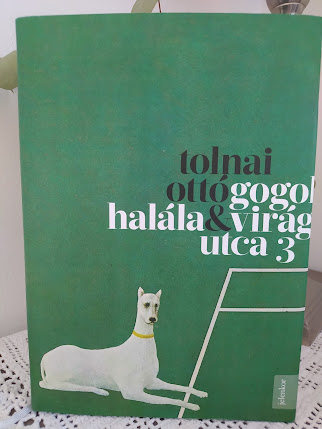 tolnai
ottó gogol
halála & virág
utca 3
jelenkor